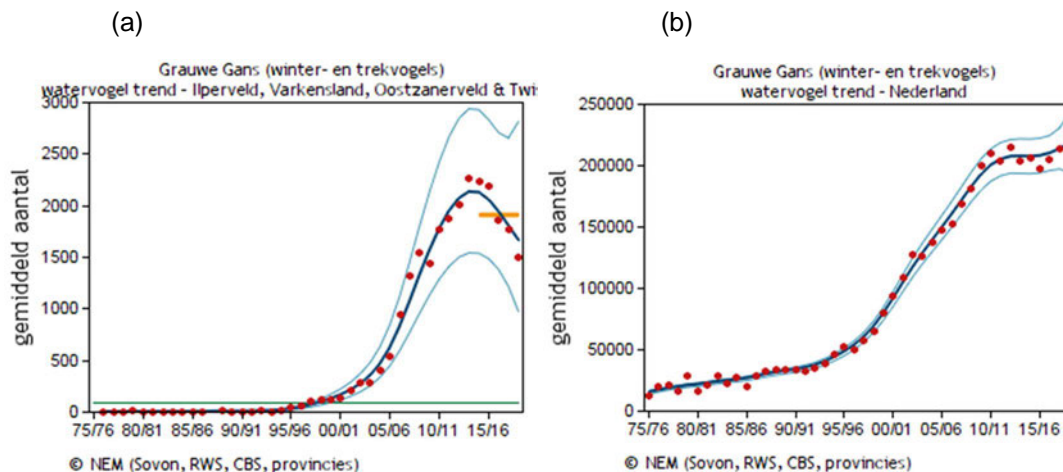 (a)
Grauwe Gans (winter- en trekvogels)
watervogel trend - Ilperveld, Varkensland, Oostzanerveld & Twis
gemiddeld aantal
3000
2500
2000
1500
1000
500
0
75/76 80/81 85/86 90/91 95/96 00/01 05/06 10/11 15/16
© NEM (Sovon, RWS, CBS, provincies)
(b)
Grauwe Gans (winter- en trekvogels)
watervogel trend - Nederland
gemiddeld aantal
250000
200000
150000
100000
50000
0
75/76 80/81 85/86 90/91 95/96 00/01 05/06 10/11 15/16
© NEM (Sovon, RWS, CBS, provincies)